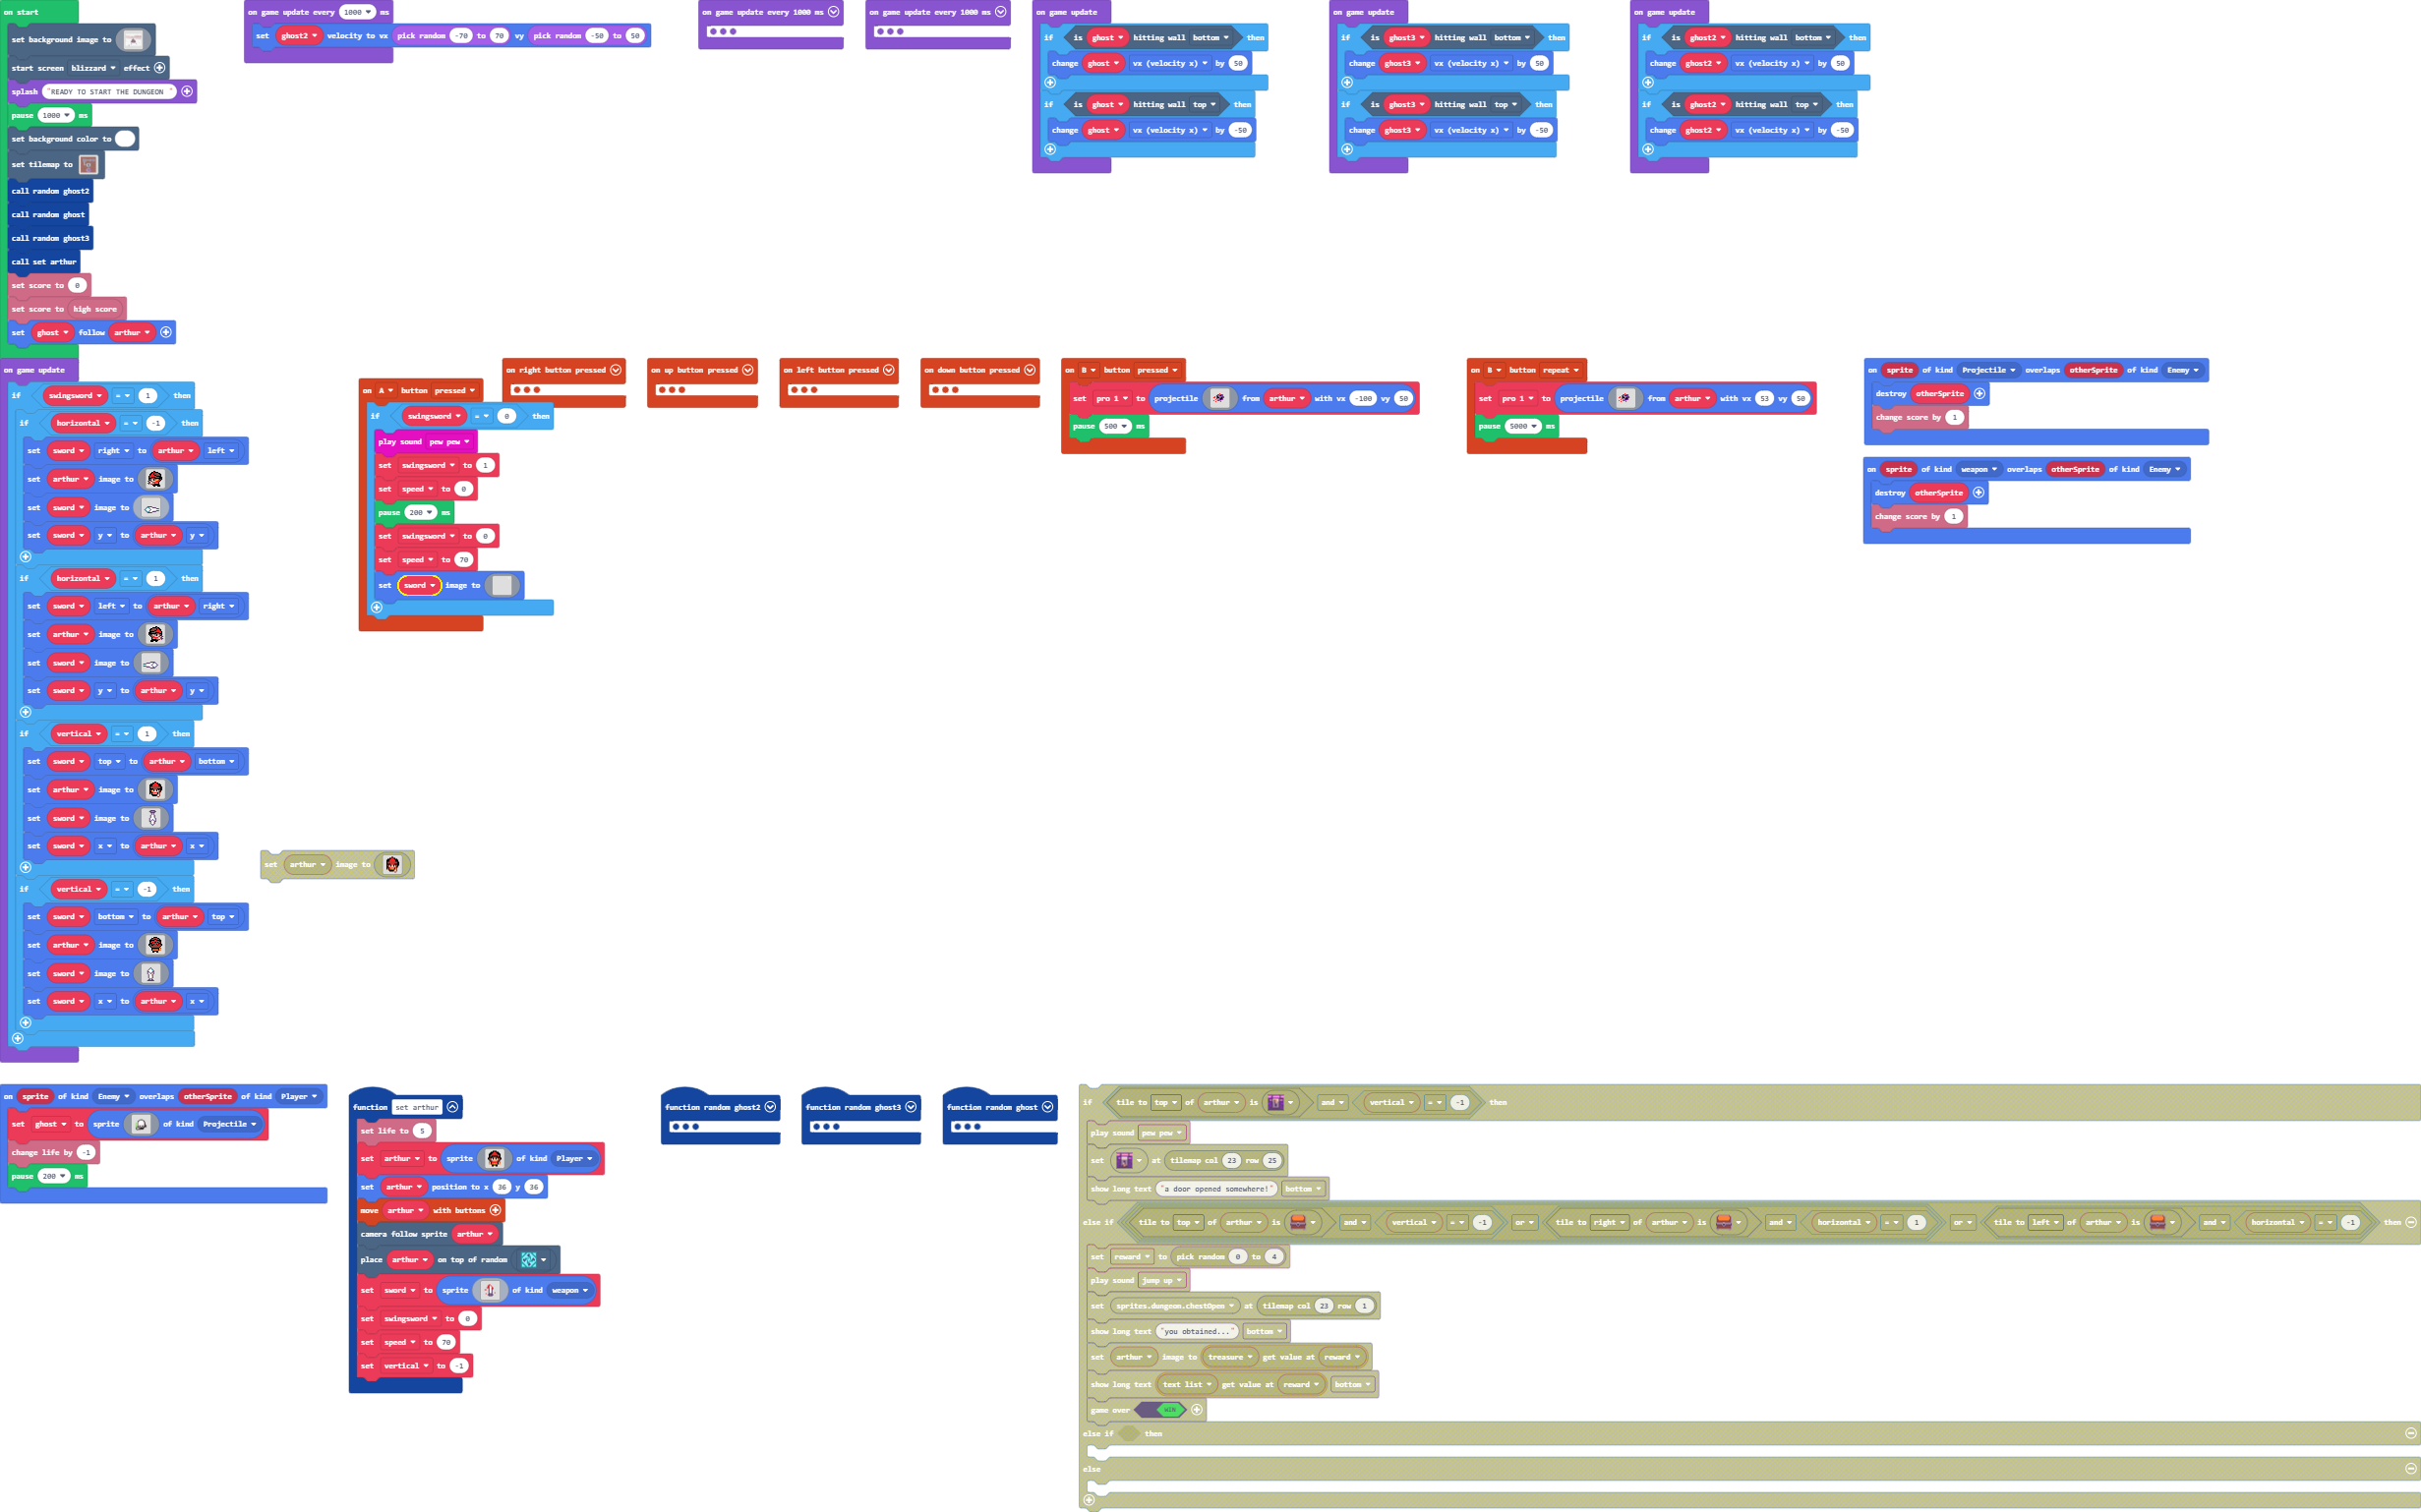 on start
set background image to
start screen blizzard effect
splash "READY TO START THE DUNGEON "
pause 1000 ms
set background color to
set tilemap to
call random ghost2
call random ghost
call random ghost3
call set arthur
set score to 0
set score to high score
set ghost follow arthur
on game update every 1000 ms
set ghost2 velocity to vx pick random -70 to 70 vy pick random -50 to 50
on game update every 1000 ms
on game update every 1000 ms
on game update
if is ghost hitting wall bottom then
change ghost vx (velocity x) by 50
if is ghost hitting wall top then
change ghost vx (velocity x) by -50
on game update
if is ghost3 hitting wall bottom then
change ghost3 vx (velocity x) by 50
if is ghost3 hitting wall top then
change ghost3 vx (velocity x) by -50
on game update
if is ghost2 hitting wall bottom then
change ghost2 vx (velocity x) by 50
if is ghost2 hitting wall top then
change ghost2 vx (velocity x) by -50
on game update
if swingsword = 1 then
if horizontal = -1 then
set sword right to arthur left
set arthur image to
set sword image to
set sword y to arthur y
if horizontal = 1 then
set sword left to arthur right
set arthur image to
set sword image to
set sword y to arthur y
if vertical = 1 then
set sword top to arthur bottom
set arthur image to
set sword image to
set sword x to arthur x
if vertical = -1 then
set sword bottom to arthur top
set arthur image to
set sword image to
set sword x to arthur x
set arthur image to
on A button pressed
if swingsword = 0 then
play sound pew pew
set swingsword to 1
set speed to 0
pause 200 ms
set swingsword to 0
set speed to 70
set sword image to
on right button pressed
on up button pressed
on left button pressed
on down button pressed
on B button pressed
set pro 1 to projectile from arthur with vx -100 vy 50
pause 500 ms
on B button repeat
set pro 1 to projectile from arthur with vx 53 vy 50
pause 5000 ms
on sprite of kind Projectile overlaps otherSprite of kind Enemy
destroy otherSprite
change score by 1
on sprite of kind weapon overlaps otherSprite of kind Enemy
destroy otherSprite
change score by 1
on sprite of kind Enemy overlaps otherSprite of kind Player
set ghost to sprite of kind Projectile
change life by -1
pause 200 ms
function set arthur
set life to 5
set arthur to sprite of kind Player
set arthur position to x 36 y 36
move arthur with buttons
camera follow sprite arthur
place arthur on top of random
set sword to sprite of kind weapon
set swingsword to 0
set speed to 70
set vertical to -1
function random ghost2
function random ghost3
function random ghost
if tile to top of arthur is and vertical = -1 then
play sound pew pew
set at tilemap col 23 row 25
show long text "a door opened somewhere!" bottom
else if tile to top of arthur is and vertical = -1 or tile to right of arthur is and horizontal = 1 or tile to left of arthur is and horizontal = -1 then
set reward to pick random 0 to 4
play sound jump up
set sprites.dungeon.chestOpen at tilemap col 23 row 1
show long text "you obtained..." bottom
set arthur image to treasure get value at reward
show long text text list get value at reward bottom
game over WIN
else if then
else